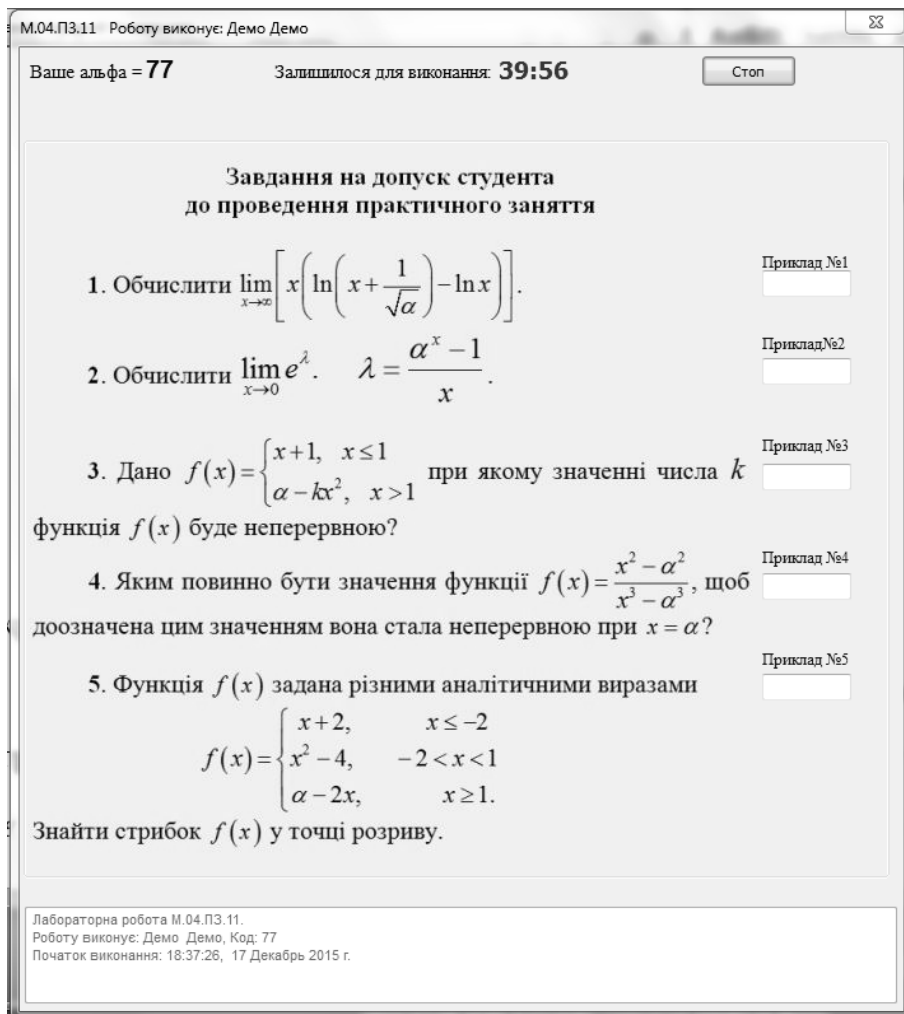 М.04.ПЗ.11 Роботу виконує: Демо Демо
Ваше альфа = 77 Залишилося для виконання: 39:56 Стоп
Завдання на допуск студента
до проведення практичного заняття
1. Обчислити lim x→∞ [x(ln(x + 1/√α) − ln x)]. Приклад №1
2. Обчислити lim x→0 e^λ. λ = (α^x − 1)/x. Приклад№2
3. Дано f(x) = { x+1, x ≤ 1 Приклад №3
α − kx², x > 1 при якому значенні числа k
функція f(x) буде неперервною?
4. Яким повинно бути значення функції f(x) = (x² − α²)/(x³ − α³), щоб Приклад №4
доозначена цим значенням вона стала неперервною при x = α?
5. Функція f(x) задана різними аналітичними виразами Приклад №5
f(x) = { x+2, x ≤ −2
x² − 4, −2 < x < 1
α − 2x, x ≥ 1.
Знайти стрибок f(x) у точці розриву.
Лабораторна робота М.04.ПЗ.11.
Роботу виконує: Демо Демо, Код: 77
Початок виконання: 18:37:26, 17 Декабрь 2015 г.